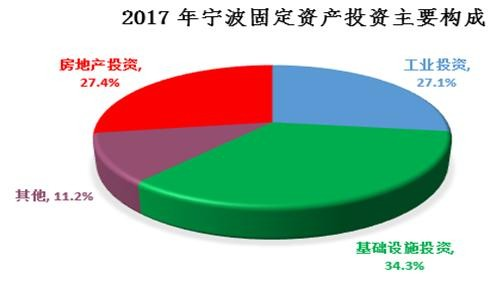 2017 年宁波固定资产投资主要构成
房地产投资,
27.4%
工业投资,
27.1%
其他, 11.2%
基础设施投资,
34.3%